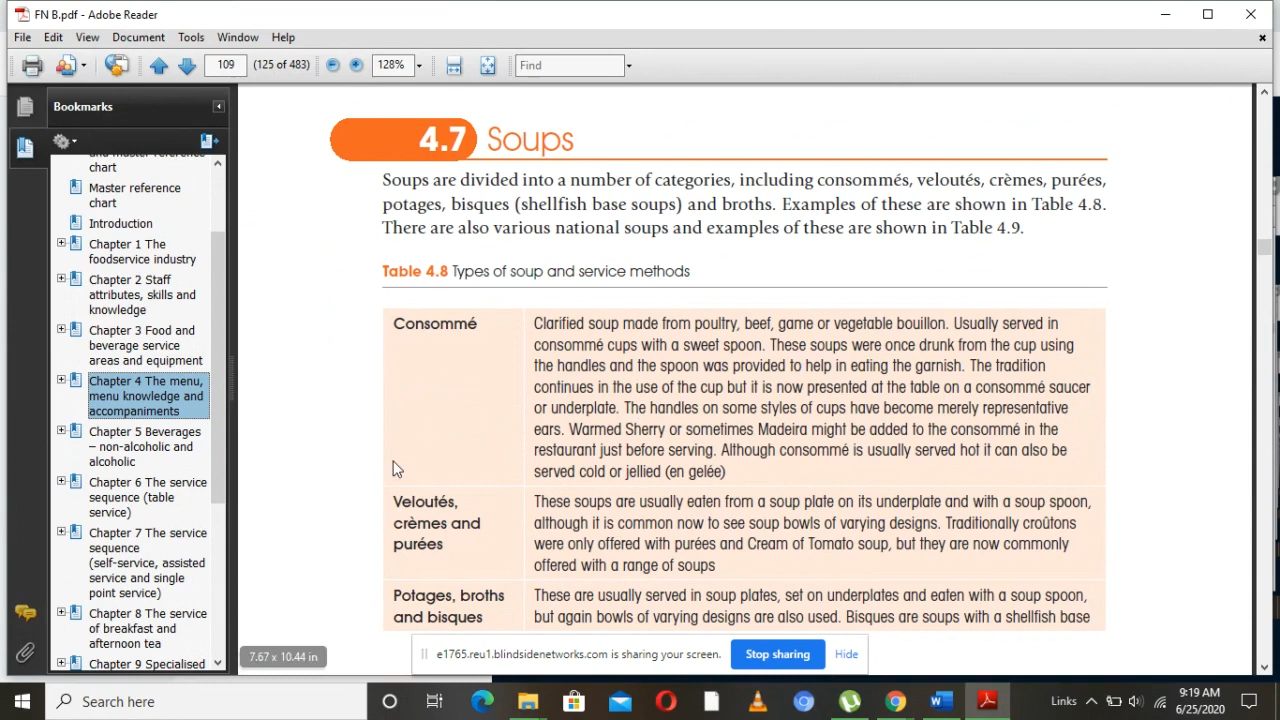 FN B.pdf - Adobe Reader
File Edit View Document Tools Window Help
109 (125 of 483) 128% Find
Bookmarks
and master reference
chart
Master reference
chart
Introduction
Chapter 1 The
foodservice industry
Chapter 2 Staff
attributes, skills and
knowledge
Chapter 3 Food and
beverage service
areas and equipment
Chapter 4 The menu,
menu knowledge and
accompaniments
Chapter 5 Beverages
– non-alcoholic and
alcoholic
Chapter 6 The service
sequence (table
service)
Chapter 7 The service
sequence
(self-service, assisted
service and single
point service)
Chapter 8 The service
of breakfast and
afternoon tea
Chapter 9 Specialised
4.7 Soups
Soups are divided into a number of categories, including consommés, veloutés, crèmes, purées,
potages, bisques (shellfish base soups) and broths. Examples of these are shown in Table 4.8.
There are also various national soups and examples of these are shown in Table 4.9.
Table 4.8 Types of soup and service methods
Consommé
Clarified soup made from poultry, beef, game or vegetable bouillon. Usually served in
consommé cups with a sweet spoon. These soups were once drunk from the cup using
the handles and the spoon was provided to help in eating the garnish. The tradition
continues in the use of the cup but it is now presented at the table on a consommé saucer
or underplate. The handles on some styles of cups have become merely representative
ears. Warmed Sherry or sometimes Madeira might be added to the consommé in the
restaurant just before serving. Although consommé is usually served hot it can also be
served cold or jellied (en gelée)
Veloutés,
crèmes and
purées
These soups are usually eaten from a soup plate on its underplate and with a soup spoon,
although it is common now to see soup bowls of varying designs. Traditionally croûtons
were only offered with purées and Cream of Tomato soup, but they are now commonly
offered with a range of soups
Potages, broths
and bisques
These are usually served in soup plates, set on underplates and eaten with a soup spoon,
but again bowls of varying designs are also used. Bisques are soups with a shellfish base
7.67 x 10.44 in
e1765.reu1.blindsidenetworks.com is sharing your screen. Stop sharing Hide
Search here
Links
9:19 AM
6/25/2020